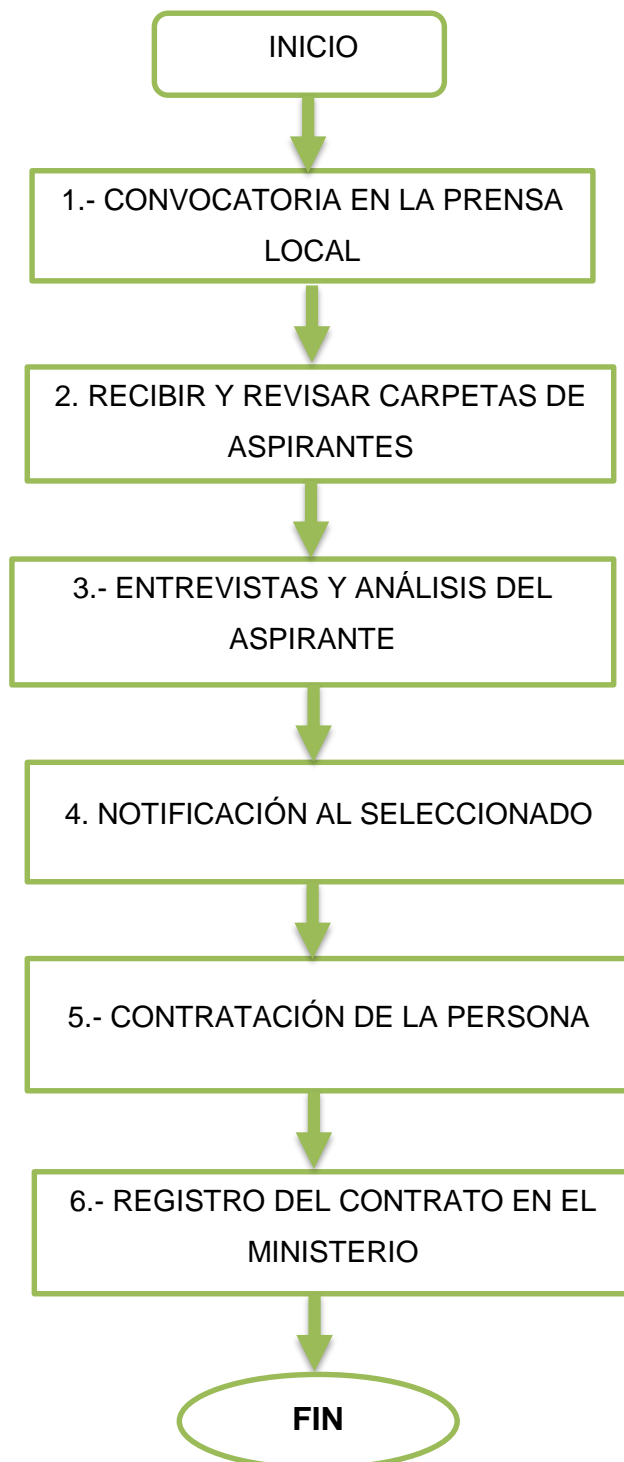 INICIO
1.- CONVOCATORIA EN LA PRENSA
LOCAL
2. RECIBIR Y REVISAR CARPETAS DE
ASPIRANTES
3.- ENTREVISTAS Y ANÁLISIS DEL
ASPIRANTE
4. NOTIFICACIÓN AL SELECCIONADO
5.- CONTRATACIÓN DE LA PERSONA
6.- REGISTRO DEL CONTRATO EN EL
MINISTERIO
FIN